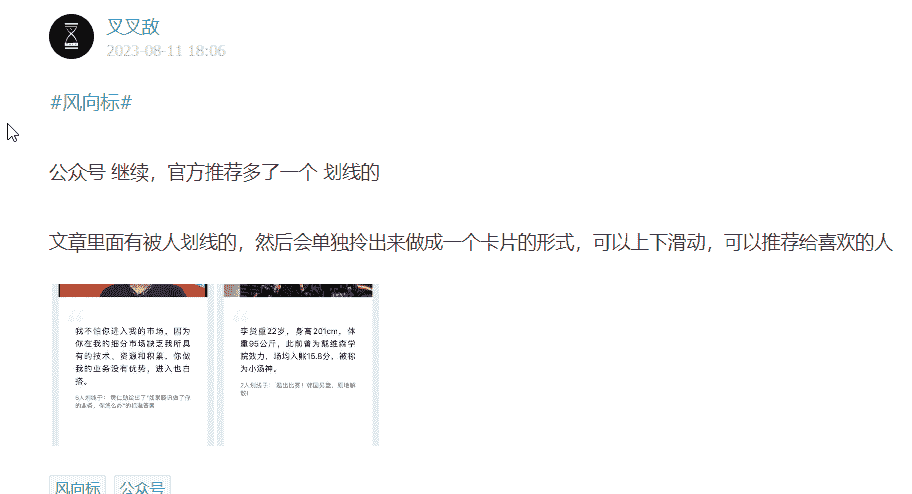 叉叉敌
2023-08-11 18:06
#风向标#
公众号 继续，官方推荐多了一个 划线的
文章里面有被人划线的，然后会单独拎出来做成一个卡片的形式，可以上下滑动，可以推荐给喜欢的人
我不怕你进入我的市场，因为
你在我的细分市场缺乏我所具
有的技术、资源和积累。你做
我的业务没有优势，进入也白
搭。
李贤重22岁，身高201cm，体
重95公斤，此前曾为戴维森学
院效力，场均入账15.8分，被称
为小汤神。
风向标
公众号